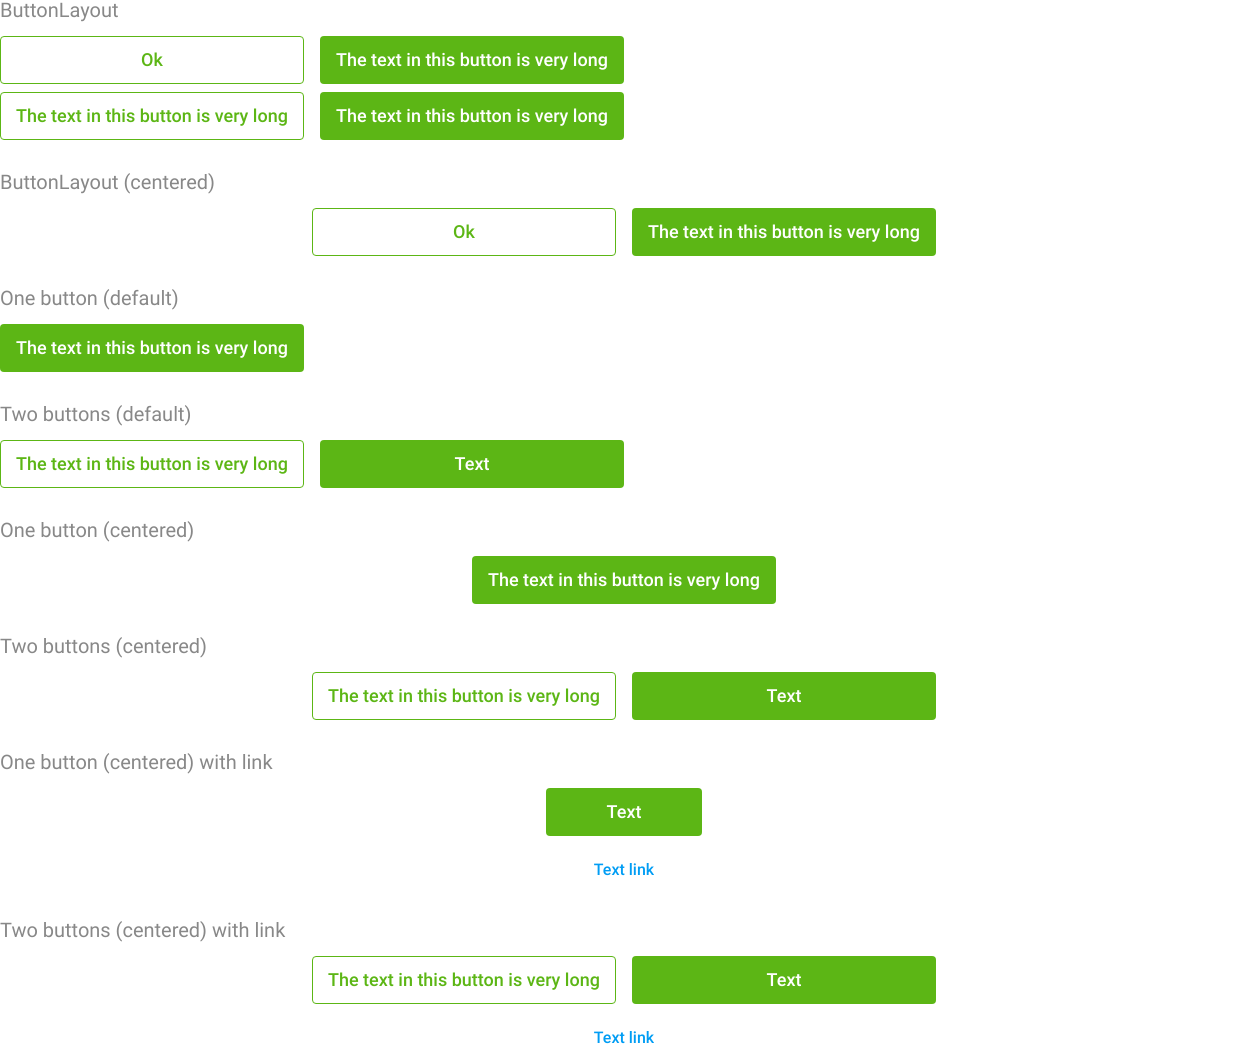 ButtonLayout
Ok The text in this button is very long
The text in this button is very long The text in this button is very long
ButtonLayout (centered)
Ok The text in this button is very long
One button (default)
The text in this button is very long
Two buttons (default)
The text in this button is very long Text
One button (centered)
The text in this button is very long
Two buttons (centered)
The text in this button is very long Text
One button (centered) with link
Text
Text link
Two buttons (centered) with link
The text in this button is very long Text
Text link